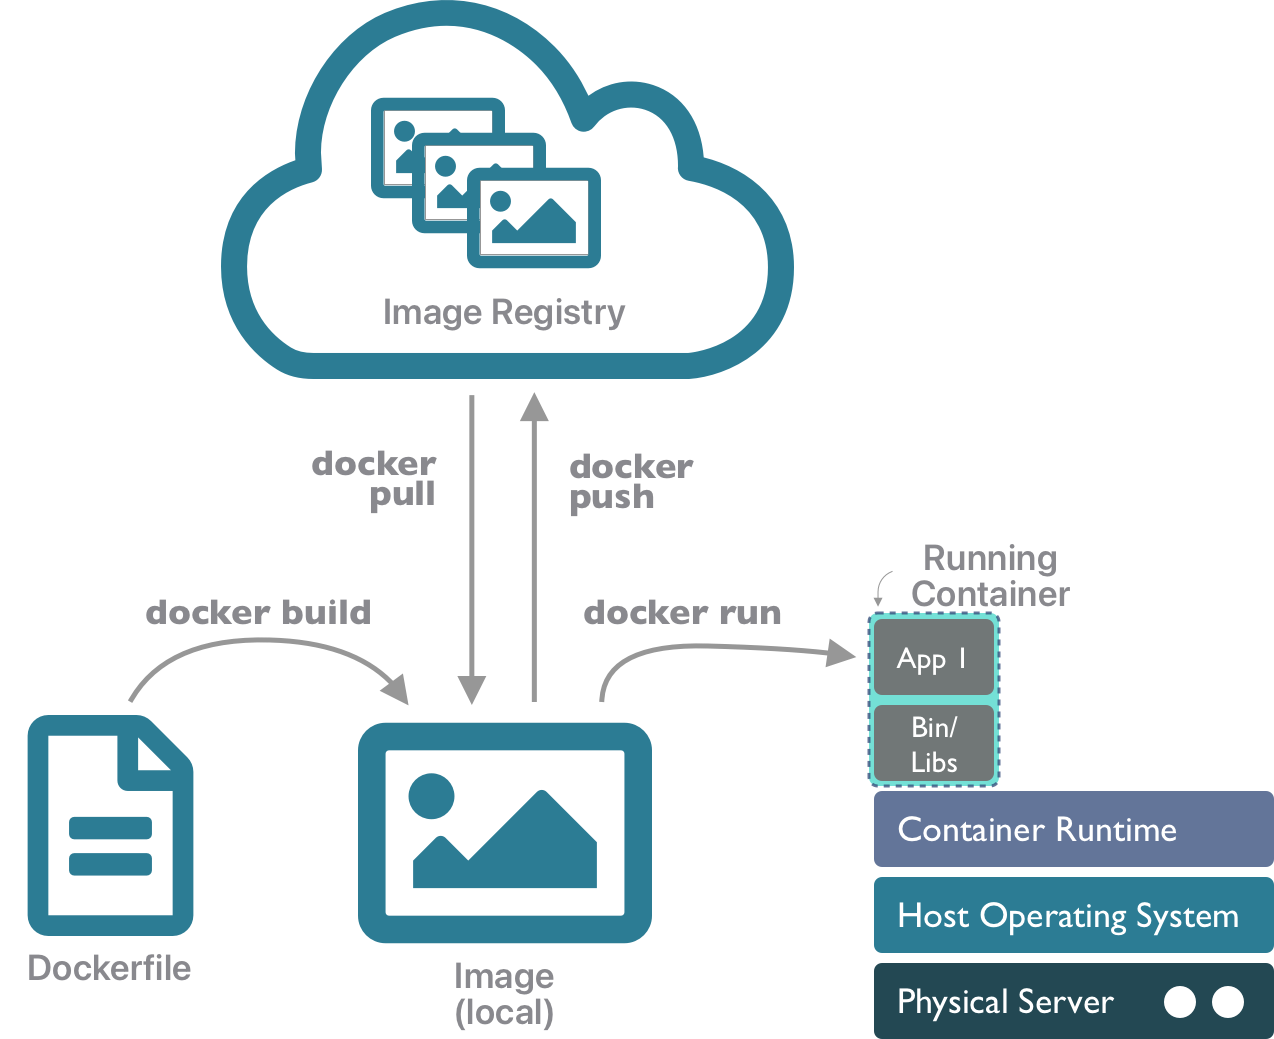 Image Registry
docker
pull
docker
push
docker build
docker run
Running
Container
App 1
Bin/
Libs
Container Runtime
Host Operating System
Physical Server
Dockerfile
Image
(local)